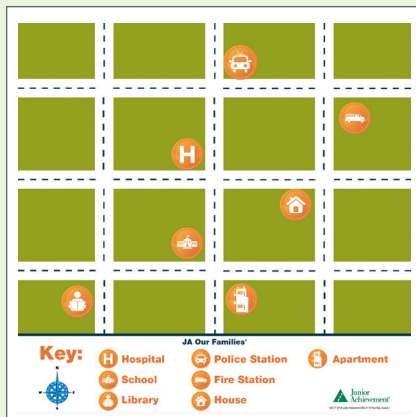 H
H
JA Our Families®
Key:
H Hospital
Police Station
Apartment
School
Fire Station
Library
House
Junior
Achievement®